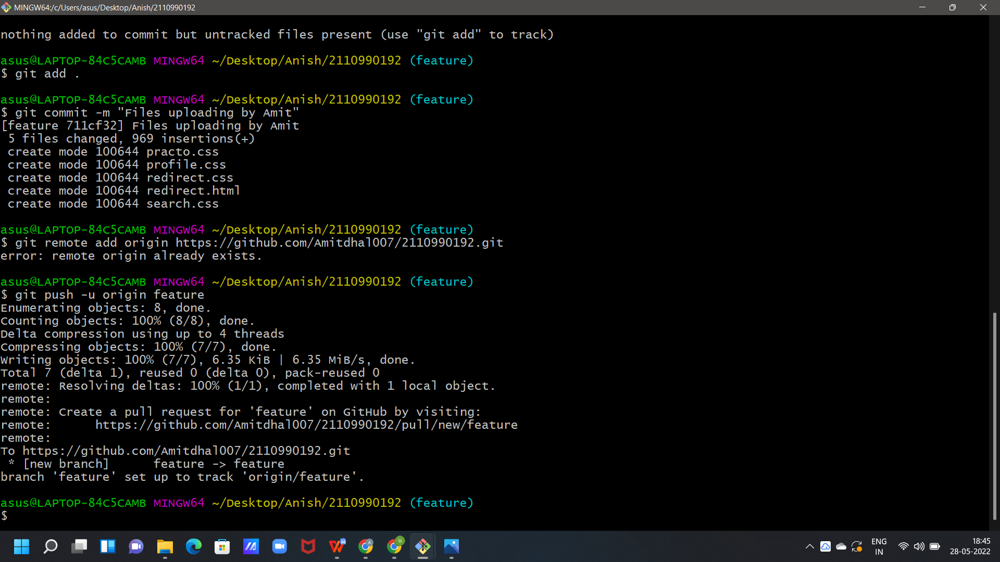 MINGW64:/c/Users/asus/Desktop/Anish/2110990192
nothing added to commit but untracked files present (use "git add" to track)
asus@LAPTOP-84C5CAMB MINGW64 ~/Desktop/Anish/2110990192 (feature)
$ git add .
asus@LAPTOP-84C5CAMB MINGW64 ~/Desktop/Anish/2110990192 (feature)
$ git commit -m "Files uploading by Amit"
[feature 711cf32] Files uploading by Amit
 5 files changed, 969 insertions(+)
 create mode 100644 practo.css
 create mode 100644 profile.css
 create mode 100644 redirect.css
 create mode 100644 redirect.html
 create mode 100644 search.css
asus@LAPTOP-84C5CAMB MINGW64 ~/Desktop/Anish/2110990192 (feature)
$ git remote add origin https://github.com/Amitdhal007/2110990192.git
error: remote origin already exists.
asus@LAPTOP-84C5CAMB MINGW64 ~/Desktop/Anish/2110990192 (feature)
$ git push -u origin feature
Enumerating objects: 8, done.
Counting objects: 100% (8/8), done.
Delta compression using up to 4 threads
Compressing objects: 100% (7/7), done.
Writing objects: 100% (7/7), 6.35 KiB | 6.35 MiB/s, done.
Total 7 (delta 1), reused 0 (delta 0), pack-reused 0
remote: Resolving deltas: 100% (1/1), completed with 1 local object.
remote:
remote: Create a pull request for 'feature' on GitHub by visiting:
remote:      https://github.com/Amitdhal007/2110990192/pull/new/feature
remote:
To https://github.com/Amitdhal007/2110990192.git
 * [new branch]      feature -> feature
branch 'feature' set up to track 'origin/feature'.
asus@LAPTOP-84C5CAMB MINGW64 ~/Desktop/Anish/2110990192 (feature)
$
ENG
IN
18:45
28-05-2022